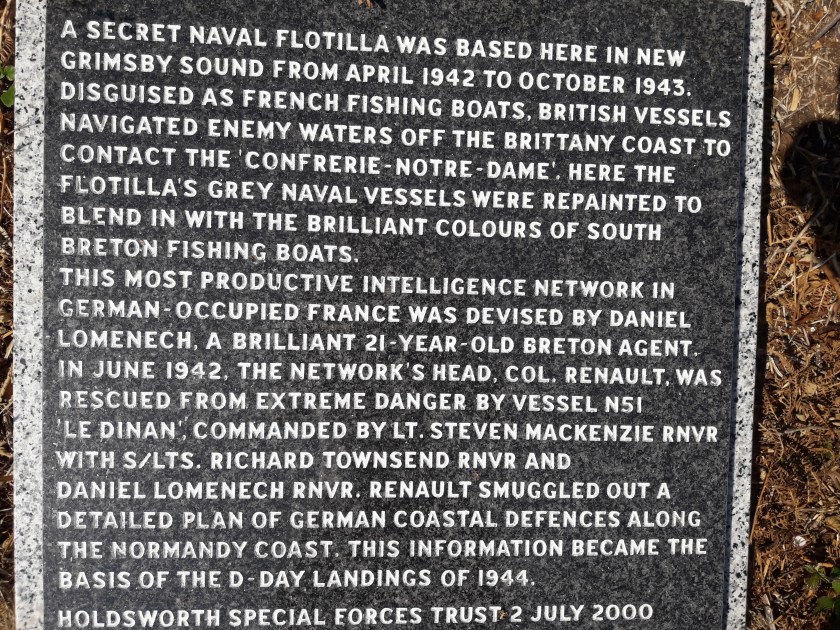 A SECRET NAVAL FLOTILLA WAS BASED HERE IN NEW
GRIMSBY SOUND FROM APRIL 1942 TO OCTOBER 1943.
DISGUISED AS FRENCH FISHING BOATS, BRITISH VESSELS
NAVIGATED ENEMY WATERS OFF THE BRITTANY COAST TO
CONTACT THE 'CONFRERIE-NOTRE-DAME'. HERE THE
FLOTILLA'S GREY NAVAL VESSELS WERE REPAINTED TO
BLEND IN WITH THE BRILLIANT COLOURS OF SOUTH
BRETON FISHING BOATS.
THIS MOST PRODUCTIVE INTELLIGENCE NETWORK IN
GERMAN-OCCUPIED FRANCE WAS DEVISED BY DANIEL
LOMENECH, A BRILLIANT 21-YEAR-OLD BRETON AGENT.
IN JUNE 1942, THE NETWORK'S HEAD, COL. RENAULT, WAS
RESCUED FROM EXTREME DANGER BY VESSEL N51
'LE DINAN', COMMANDED BY LT. STEVEN MACKENZIE RNVR
WITH S/LTS. RICHARD TOWNSEND RNVR AND
DANIEL LOMENECH RNVR. RENAULT SMUGGLED OUT A
DETAILED PLAN OF GERMAN COASTAL DEFENCES ALONG
THE NORMANDY COAST. THIS INFORMATION BECAME THE
BASIS OF THE D-DAY LANDINGS OF 1944.
HOLDSWORTH SPECIAL FORCES TRUST 2 JULY 2000